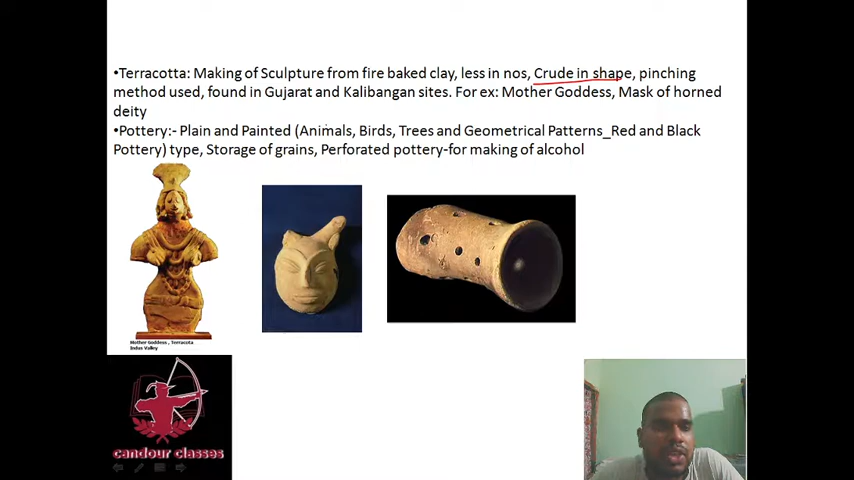 •Terracotta: Making of Sculpture from fire baked clay, less in nos, Crude in shape, pinching
method used, found in Gujarat and Kalibangan sites. For ex: Mother Goddess, Mask of horned
deity
•Pottery:- Plain and Painted (Animals, Birds, Trees and Geometrical Patterns_Red and Black
Pottery) type, Storage of grains, Perforated pottery-for making of alcohol
Mother Goddess , Terracota
Indus Valley
candour classes